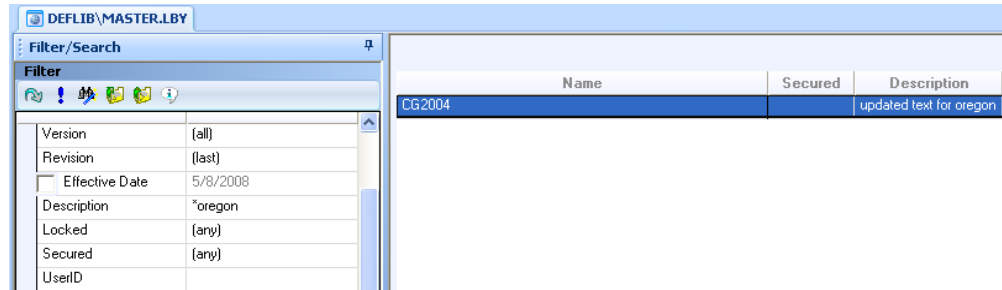 DEFLIB\MASTER.LBY
Filter/Search
Filter
Version (all)
Revision (last)
Effective Date 5/8/2008
Description *oregon
Locked (any)
Secured (any)
UserID
Name Secured Description
CG2004 updated text for oregon